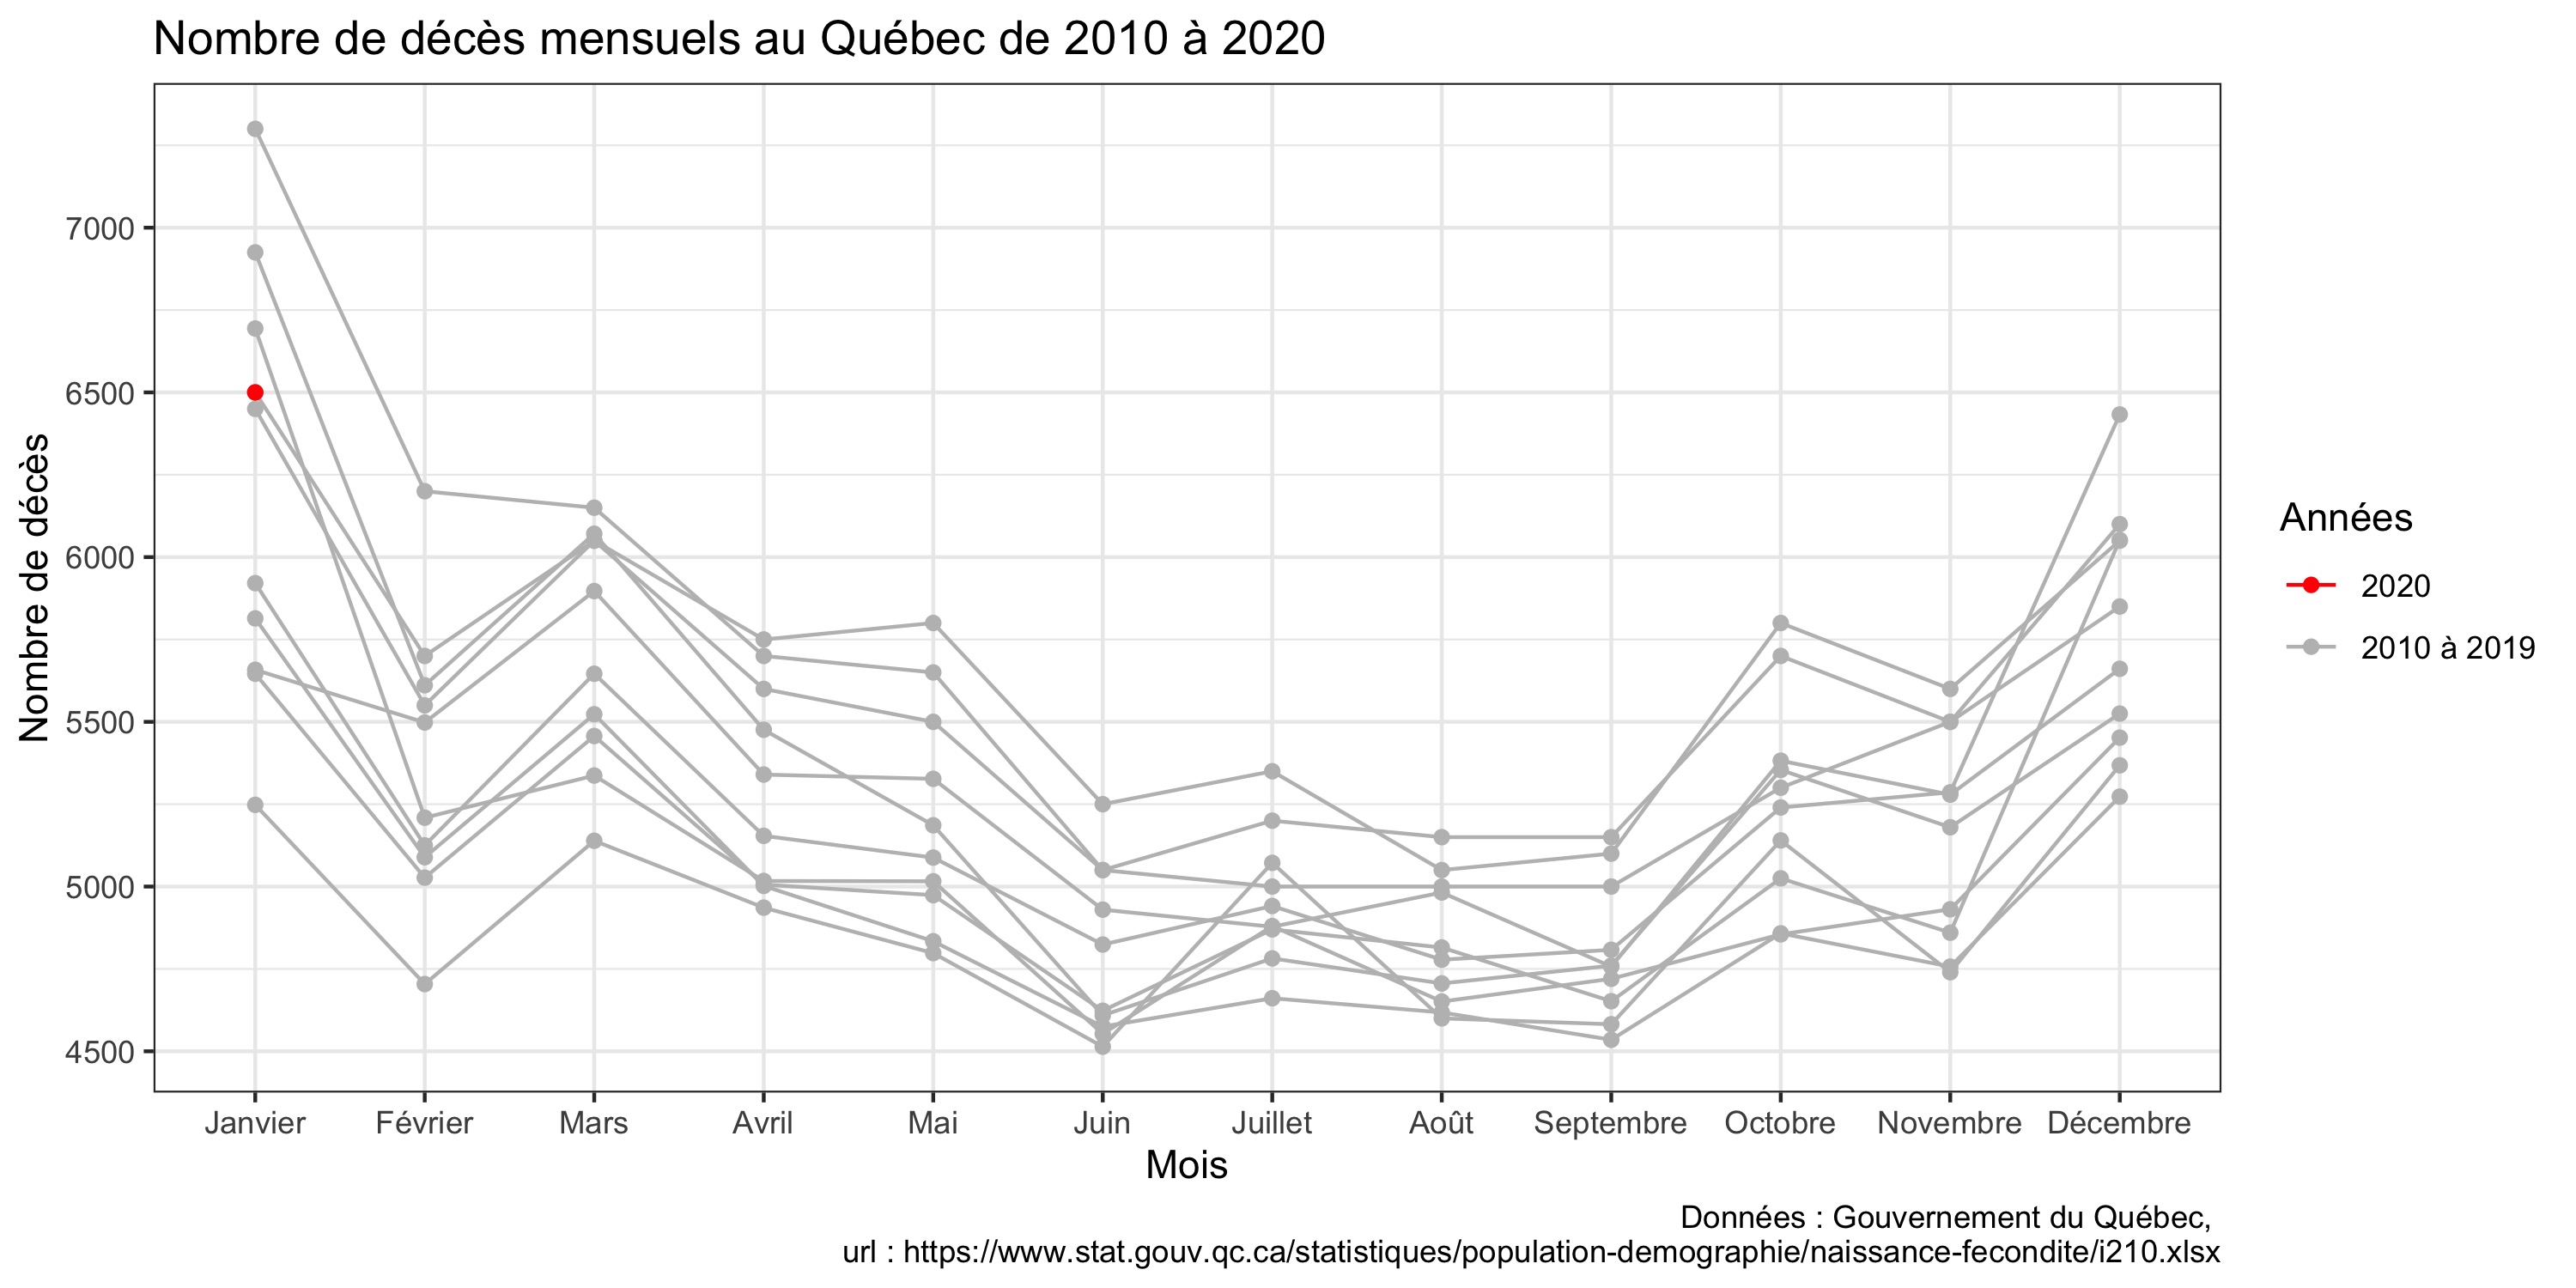 Nombre de décès mensuels au Québec de 2010 à 2020
Nombre de décès
7000
6500
6000
5500
5000
4500
Janvier Février Mars Avril Mai Juin Juillet Août Septembre Octobre Novembre Décembre
Mois
Années
2020
2010 à 2019
Données : Gouvernement du Québec,
url : https://www.stat.gouv.qc.ca/statistiques/population-demographie/naissance-fecondite/i210.xlsx